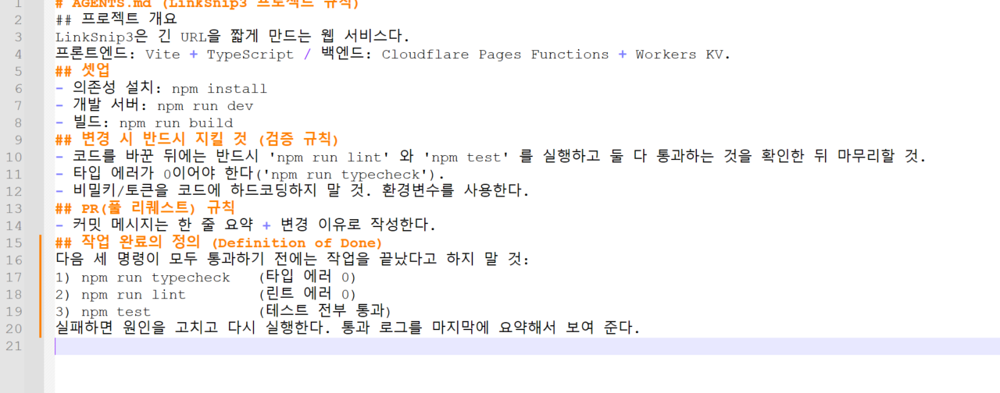 1 # AGENTS.md (LinkSnip3 프로젝트 규칙)
2 ## 프로젝트 개요
3 LinkSnip3은 긴 URL을 짧게 만드는 웹 서비스다.
4 프론트엔드: Vite + TypeScript / 백엔드: Cloudflare Pages Functions + Workers KV.
5 ## 셋업
6 - 의존성 설치: npm install
7 - 개발 서버: npm run dev
8 - 빌드: npm run build
9 ## 변경 시 반드시 지킬 것 (검증 규칙)
10 - 코드를 바꾼 뒤에는 반드시 'npm run lint' 와 'npm test' 를 실행하고 둘 다 통과하는 것을 확인한 뒤 마무리할 것.
11 - 타입 에러가 0이어야 한다('npm run typecheck').
12 - 비밀키/토큰을 코드에 하드코딩하지 말 것. 환경변수를 사용한다.
13 ## PR(풀 리퀘스트) 규칙
14 - 커밋 메시지는 한 줄 요약 + 변경 이유로 작성한다.
15 ## 작업 완료의 정의 (Definition of Done)
16 다음 세 명령이 모두 통과하기 전에는 작업을 끝났다고 하지 말 것:
17 1) npm run typecheck   (타입 에러 0)
18 2) npm run lint        (린트 에러 0)
19 3) npm test            (테스트 전부 통과)
20 실패하면 원인을 고치고 다시 실행한다. 통과 로그를 마지막에 요약해서 보여 준다.
21